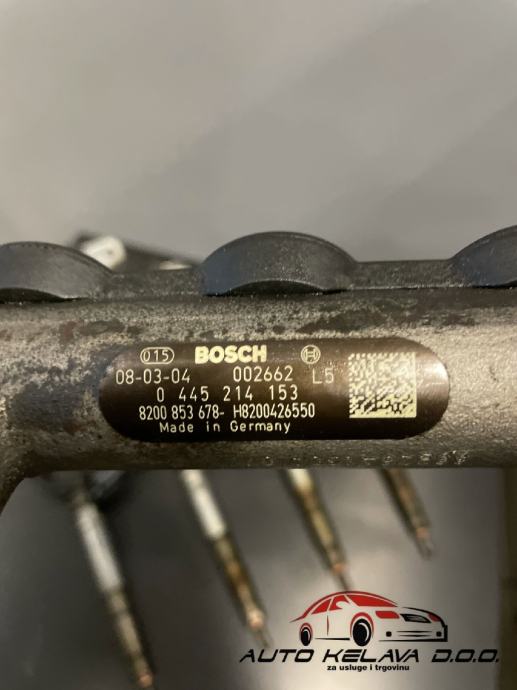 015 BOSCH
08-03-04 002662 L5
0 445 214 153
8200 853 678- H8200426550
Made in Germany
AUTO KELAVA D.O.O.
za usluge i trgovinu